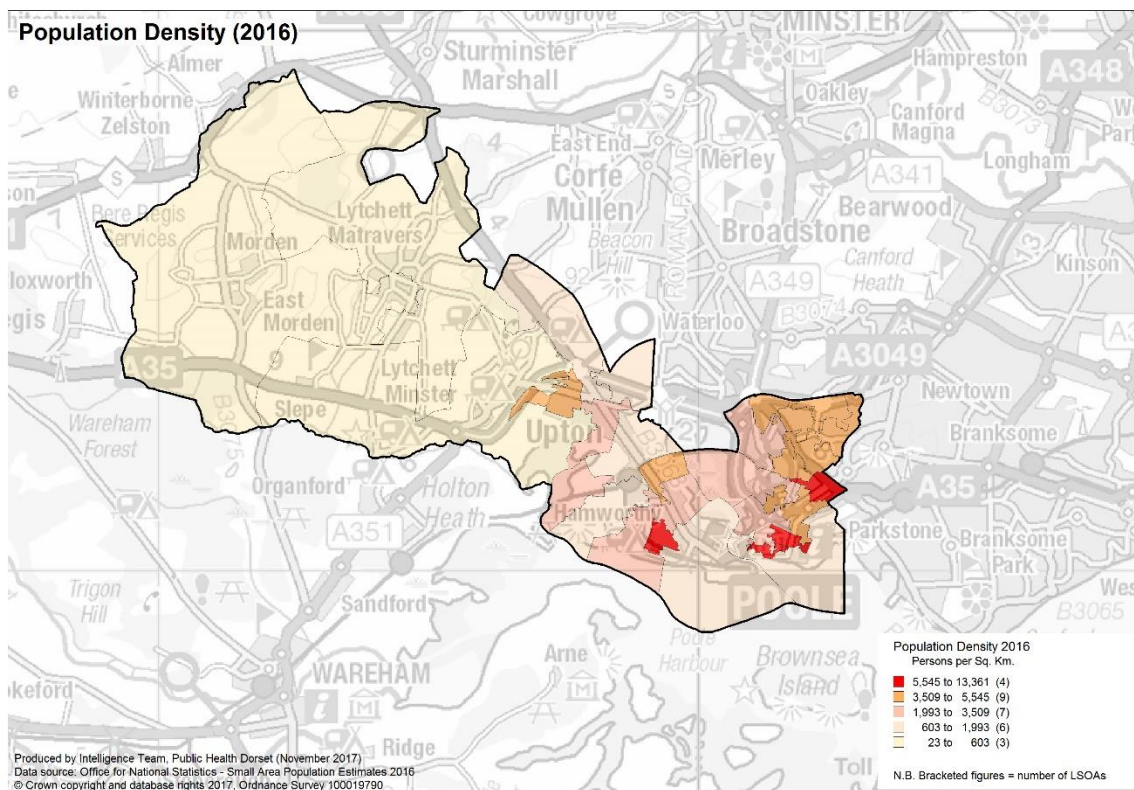 Population Density (2016)
Almer
Winterborne
Zelston
Sturminster
Marshall
Cowgrove
MINSTER
Hampreston
A348
Oakley
Canford
Magna
B3073
Longham
East End
Corfe
Mullen
Merley
A341
Bearwood
ROMAN ROAD
Broadstone
Beacon
Hill
92
Canford
Heath
Kinson
A349
B3074
Waterloo
A3049
Newtown
Branksome
A35
Parkstone
Branksome
Park
B3065
Bere Regis
Services
Morden
Lytchett
Matravers
loxworth
egis
East
Morden
9
A35
Lytchett
Minster
Slepe
Upton
Wareham
Forest
Organford
A351
Holton
Heath
Hamworthy
POOLE
Trigon
Hill
Sandford
WAREHAM
Arne
Poole
Harbour
Brownsea
Island
okeford
Ridge
Toll
Population Density 2016
Persons per Sq. Km.
5,545 to 13,361 (4)
3,509 to 5,545 (9)
1,993 to 3,509 (7)
603 to 1,993 (6)
23 to 603 (3)
N.B. Bracketed figures = number of LSOAs
Produced by Intelligence Team, Public Health Dorset (November 2017)
Data source: Office for National Statistics - Small Area Population Estimates 2016
© Crown copyright and database rights 2017, Ordnance Survey 100019790